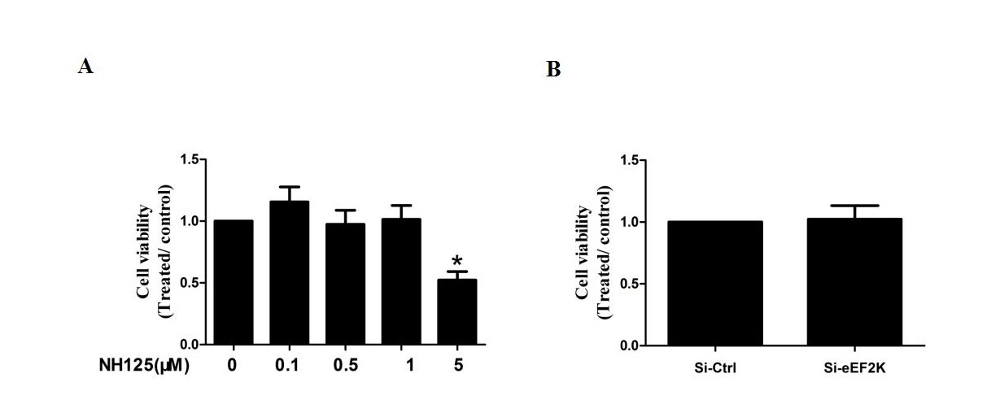 A
B
1.5
1.0
0.5
0.0
Cell viability
(Treated/ control)
*
NH125(µM) 0 0.1 0.5 1 5
1.5
1.0
0.5
0.0
Cell viability
(Treated/ control)
Si-Ctrl Si-eEF2K